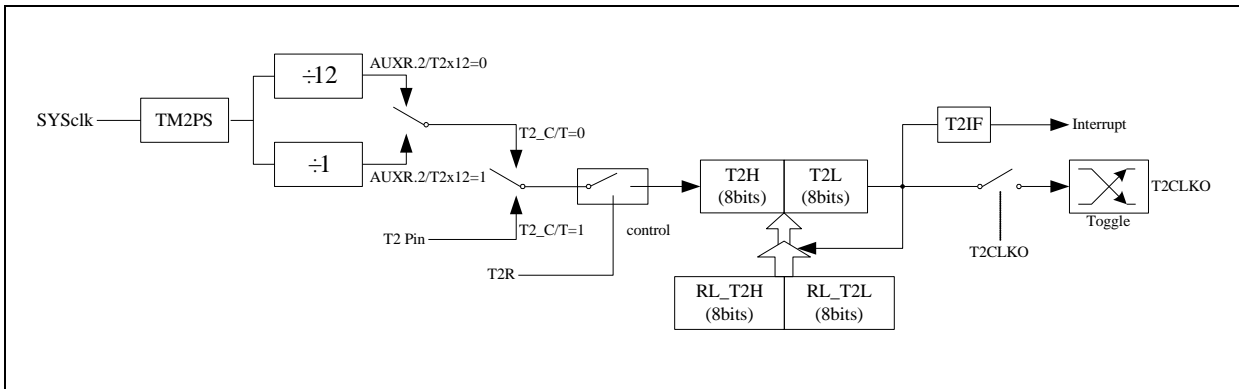 SYSclk
TM2PS
÷12
÷1
AUXR.2/T2x12=0
AUXR.2/T2x12=1
T2_C/T=0
T2_C/T=1
T2 Pin
T2R
control
T2H
(8bits)
T2L
(8bits)
RL_T2H
(8bits)
RL_T2L
(8bits)
T2IF
Interrupt
T2CLKO
Toggle
T2CLKO